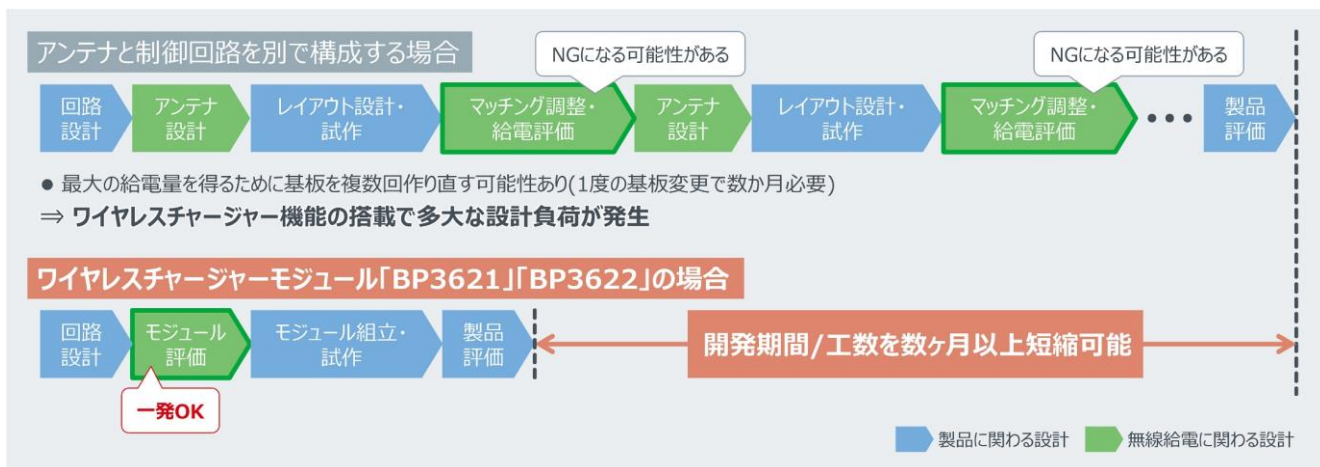 アンテナと制御回路を別で構成する場合
NGになる可能性がある
NGになる可能性がある
回路
設計
アンテナ
設計
レイアウト設計・
試作
マッチング調整・
給電評価
アンテナ
設計
レイアウト設計・
試作
マッチング調整・
給電評価
•••
製品
評価
● 最大の給電量を得るために基板を複数回作り直す可能性あり(1度の基板変更で数か月必要)
⇒ ワイヤレスチャージャー機能の搭載で多大な設計負荷が発生
ワイヤレスチャージャーモジュール「BP3621」「BP3622」の場合
回路
設計
モジュール
評価
モジュール組立・
試作
製品
評価
開発期間/工数を数ヶ月以上短縮可能
一発OK
製品に関わる設計
無線給電に関わる設計